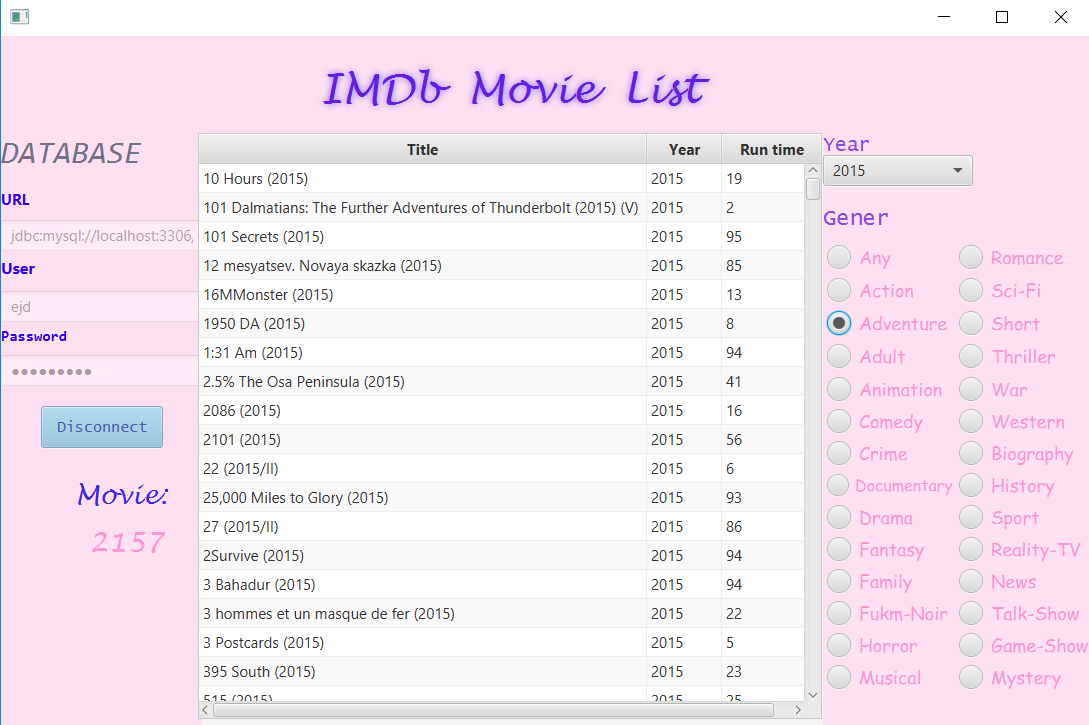 IMDb Movie List
DATABASE
URL
jdbc:mysql://localhost:3306,
User
ejd
Password
●●●●●●●●●
Disconnect
Movie:
2157
Title Year Run time
10 Hours (2015) 2015 19
101 Dalmatians: The Further Adventures of Thunderbolt (2015) (V) 2015 2
101 Secrets (2015) 2015 95
12 mesyatsev. Novaya skazka (2015) 2015 85
16MMonster (2015) 2015 13
1950 DA (2015) 2015 8
1:31 Am (2015) 2015 94
2.5% The Osa Peninsula (2015) 2015 41
2086 (2015) 2015 16
2101 (2015) 2015 56
22 (2015/II) 2015 6
25,000 Miles to Glory (2015) 2015 93
27 (2015/II) 2015 86
2Survive (2015) 2015 94
3 Bahadur (2015) 2015 94
3 hommes et un masque de fer (2015) 2015 22
3 Postcards (2015) 2015 5
395 South (2015) 2015 23
515 (2015) 2015 25
Year
2015
Gener
Any Romance
Action Sci-Fi
Adventure Short
Adult Thriller
Animation War
Comedy Western
Crime Biography
Documentary History
Drama Sport
Fantasy Reality-TV
Family News
Fukm-Noir Talk-Show
Horror Game-Show
Musical Mystery